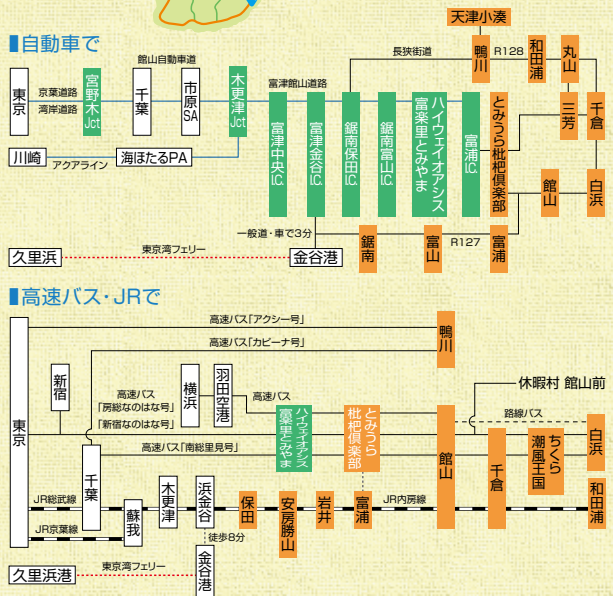 ■自動車で
天津小湊
長狭街道
鴨川
R128
和田浦
丸山
館山自動車道
富津館山道路
東京
京葉道路
湾岸道路
宮野木Jct
千葉
市原SA
木更津Jct
川崎
アクアライン
海ほたるPA
富津中央I.C.
富津金谷I.C.
鋸南保田I.C.
鋸南富山I.C.
ハイウェイオアシス
富楽里とみやま
富浦I.C.
とみうら枇杷倶楽部
三芳
千倉
館山
白浜
一般道・車で3分
久里浜
東京湾フェリー
金谷港
鋸南
富山
R127
富浦
■高速バス・JRで
高速バス「アクシー号」
高速バス「カピーナ号」
鴨川
東京
新宿
高速バス
「房総なのはな号」
「新宿なのはな号」
横浜
羽田空港
高速バス
休暇村 館山前
路線バス
ハイウェイオアシス
富楽里とみやま
とみうら
枇杷倶楽部
高速バス「南総里見号」
館山
千倉
ちくら
潮風王国
白浜
千葉
JR総武線
JR京葉線
蘇我
木更津
浜金谷
保田
安房勝山
岩井
富浦
JR内房線
和田浦
徒歩8分
久里浜港
東京湾フェリー
金谷港